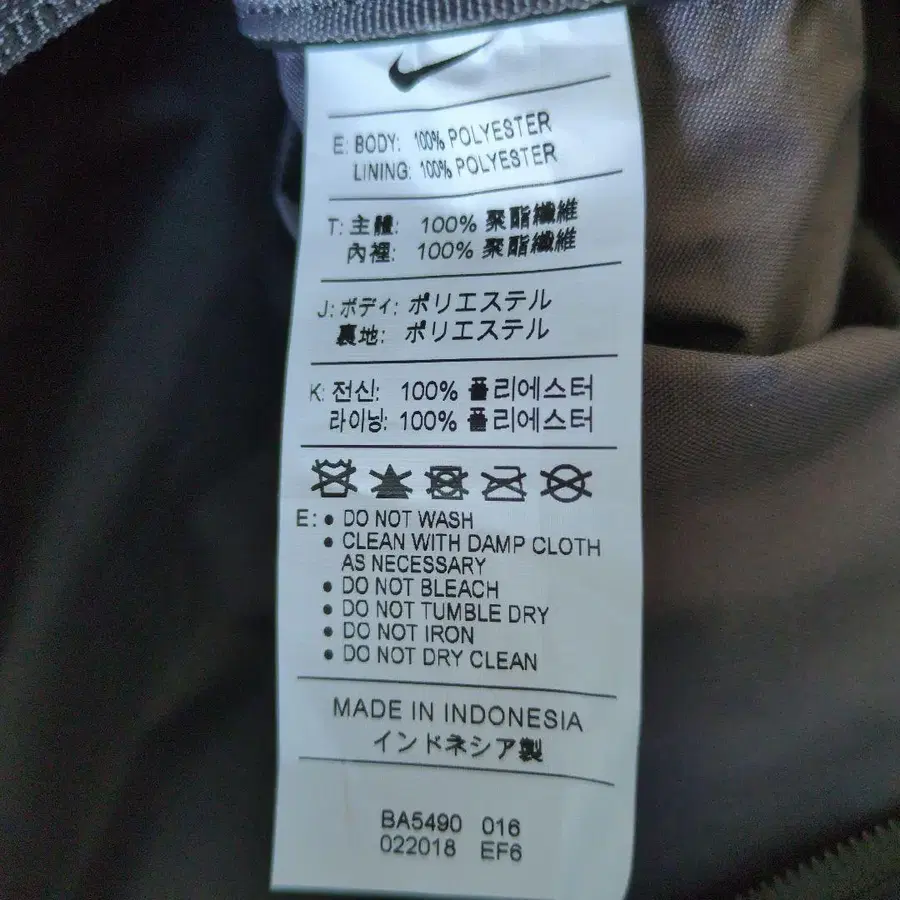 E: BODY: 100% POLYESTER
LINING: 100% POLYESTER
T: 主體: 100% 聚酯纖維
內裡: 100% 聚酯纖維
J: ボディ: ポリエステル
裏地: ポリエステル
K: 전신: 100% 폴리에스터
라이닝: 100% 폴리에스터
E: • DO NOT WASH
• CLEAN WITH DAMP CLOTH
AS NECESSARY
• DO NOT BLEACH
• DO NOT TUMBLE DRY
• DO NOT IRON
• DO NOT DRY CLEAN
MADE IN INDONESIA
インドネシア製
BA5490 016
022018 EF6